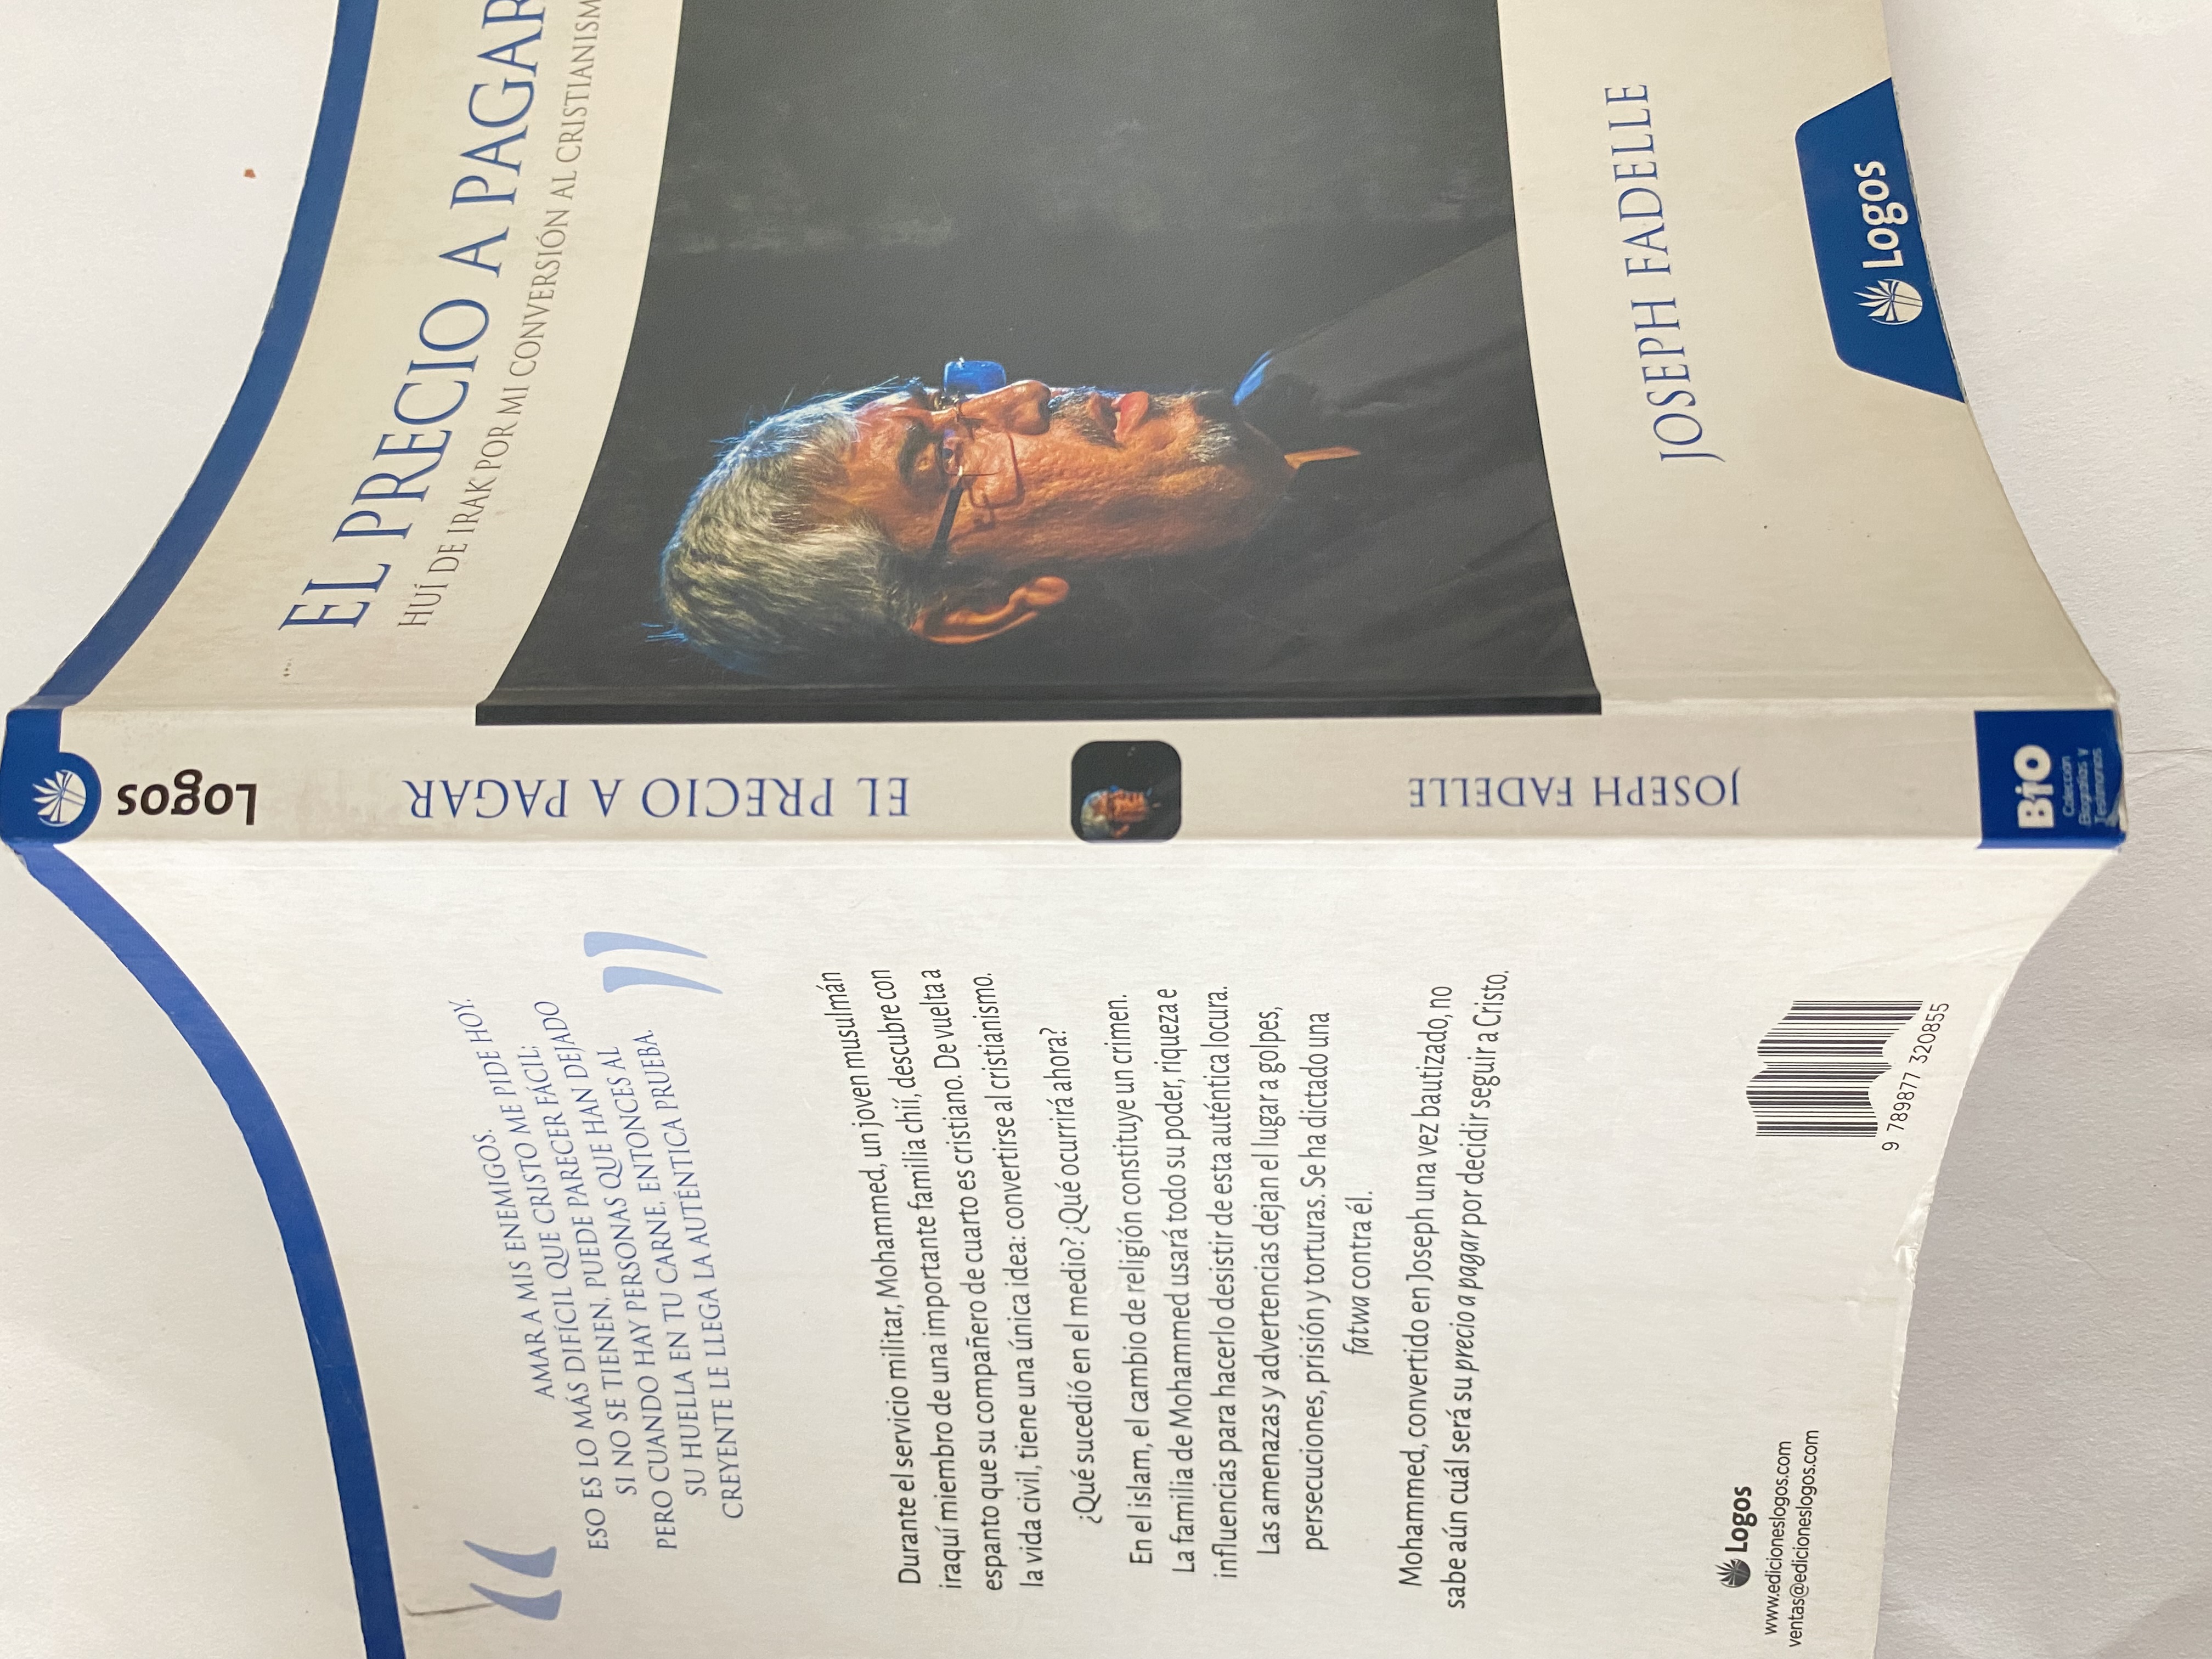 AMAR A MIS ENEMIGOS.
ESO ES LO MÁS DIFÍCIL QUE CRISTO ME PIDE HOY.
SI NO SE TIENEN, PUEDE PARECER FÁCIL;
PERO CUANDO HAY PERSONAS QUE HAN DEJADO
SU HUELLA EN TU CARNE, ENTONCES AL
CREYENTE LE LLEGA LA AUTÉNTICA PRUEBA.
Durante el servicio militar, Mohammed, un joven musulmán
iraquí miembro de una importante familia chií, descubre con
espanto que su compañero de cuarto es cristiano. De vuelta a
la vida civil, tiene una única idea: convertirse al cristianismo.
¿Qué sucedió en el medio? ¿Qué ocurrirá ahora?
En el islam, el cambio de religión constituye un crimen.
La familia de Mohammed usará todo su poder, riqueza e
influencias para hacerlo desistir de esta auténtica locura.
Las amenazas y advertencias dejan el lugar a golpes,
persecuciones, prisión y torturas. Se ha dictado una
fatwa contra él.
Mohammed, convertido en Joseph una vez bautizado, no
sabe aún cuál será su precio a pagar por decidir seguir a Cristo.
Logos
www.edicioneslogos.com
ventas@edicioneslogos.com
9 789877 320855
Logos
EL PRECIO A PAGAR
JOSEPH FADELLE
BiO
Colección
Biografías y
Testimonios
EL PRECIO A PAGAR
HUÍ DE IRAK POR MI CONVERSIÓN AL CRISTIANISM
JOSEPH FADELLE
Logos